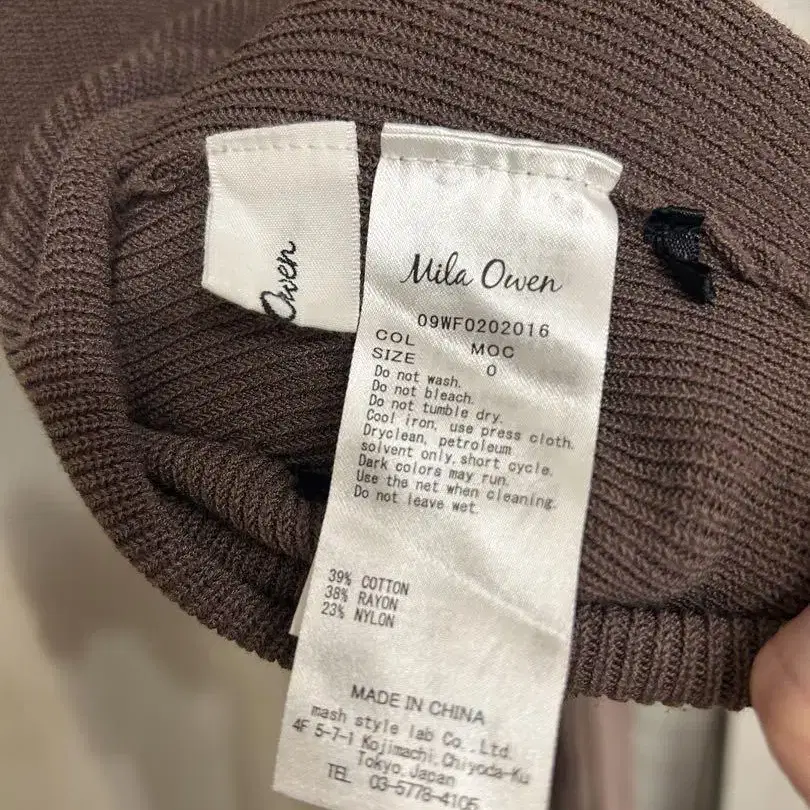 Owen
Mila Owen
09WF0202016
COL MOC
SIZE 0
Do not wash.
Do not bleach.
Do not tumble dry.
Cool iron, use press cloth.
Dryclean, petroleum
solvent only, short cycle.
Dark colors may run.
Use the net when cleaning.
Do not leave wet.
39% COTTON
38% RAYON
23% NYLON
MADE IN CHINA
mash style lab Co., Ltd.
4F 5-7-1 Kojimachi, Chiyoda-Ku
Tokyo, Japan
TEL 03-5778-4105